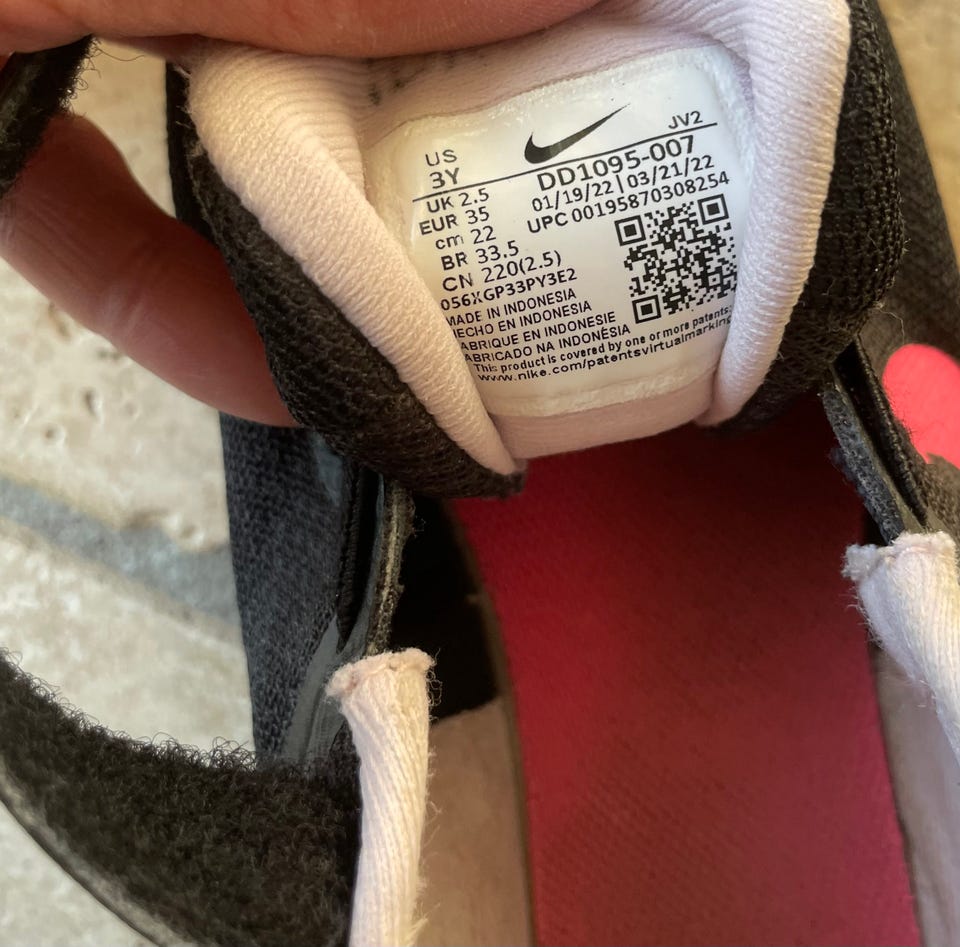 US
3Y
UK 2.5
EUR 35
cm 22
BR 33.5
CN 220(2.5)
056XGP33PY3E2
MADE IN INDONESIA
HECHO EN INDONESIA
FABRIQUE EN INDONESIE
FABRICADO NA INDONÉSIA
This product is covered by one or more patents:
www.nike.com/patentsvirtualmarking
JV2
DD1095-007
01/19/22 | 03/21/22
UPC 00195870308254